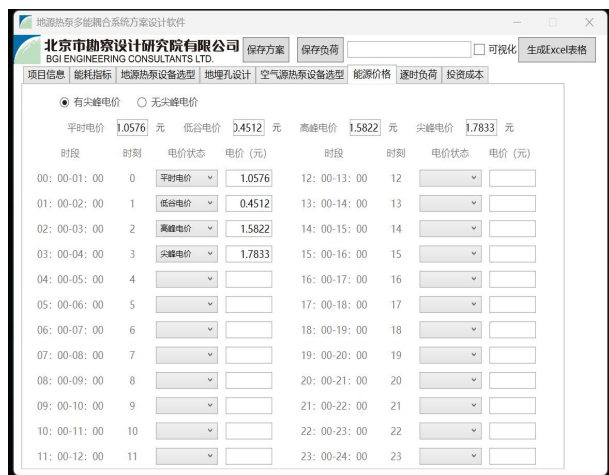 地源热泵多能耦合系统方案设计软件
北京市勘察设计研究院有限公司 保存方案 保存负荷 可视化 生成Excel表格
BGI ENGINEERING CONSULTANTS LTD.
项目信息 能耗指标 地源热泵设备选型 地埋孔设计 空气源热泵设备选型 能源价格 逐时负荷 投资成本
有尖峰电价 无尖峰电价
平时电价 1.0576 元 低谷电价 0.4512 元 高峰电价 1.5822 元 尖峰电价 1.7833 元
时段 时刻 电价状态 电价 (元) 时段 时刻 电价状态 电价 (元)
00: 00-01: 00 0 平时电价 1.0576 12: 00-13: 00 12
01: 00-02: 00 1 低谷电价 0.4512 13: 00-14: 00 13
02: 00-03: 00 2 高峰电价 1.5822 14: 00-15: 00 14
03: 00-04: 00 3 尖峰电价 1.7833 15: 00-16: 00 15
04: 00-05: 00 4 16: 00-17: 00 16
05: 00-06: 00 5 17: 00-18: 00 17
06: 00-07: 00 6 18: 00-19: 00 18
07: 00-08: 00 7 19: 00-20: 00 19
08: 00-09: 00 8 20: 00-21: 00 20
09: 00-10: 00 9 21: 00-22: 00 21
10: 00-11: 00 10 22: 00-23: 00 22
11: 00-12: 00 11 23: 00-24: 00 23